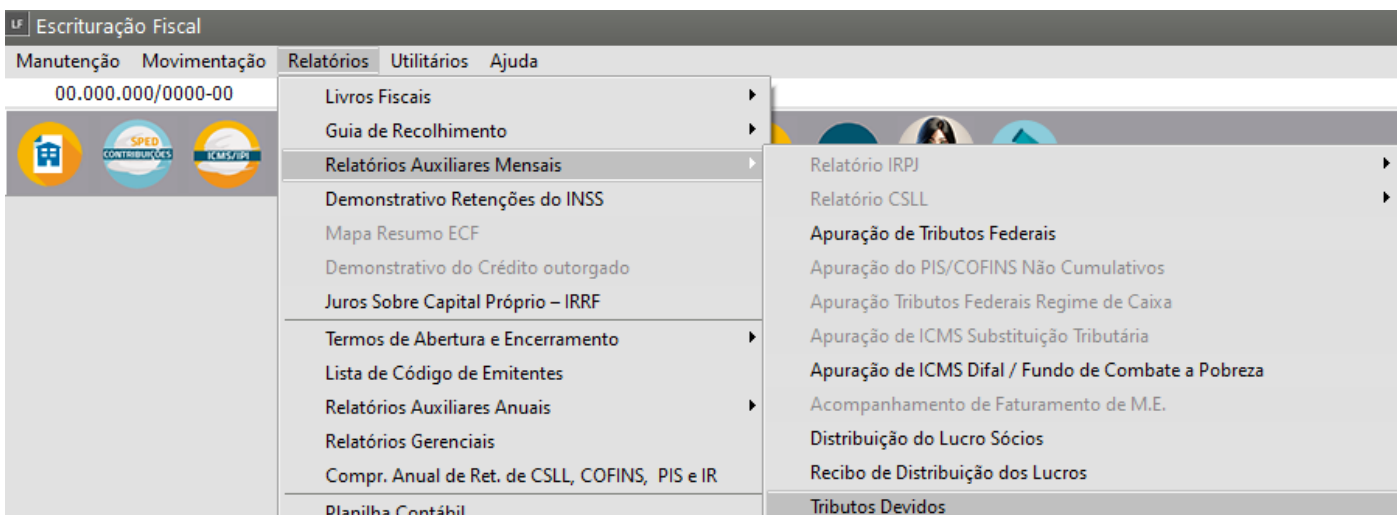 LF Escrituração Fiscal
Manutenção Movimentação Relatórios Utilitários Ajuda
00.000.000/0000-00
SPED
CONTRIBUIÇÕES
ICMS/IPI
Livros Fiscais
Guia de Recolhimento
Relatórios Auxiliares Mensais
Demonstrativo Retenções do INSS
Mapa Resumo ECF
Demonstrativo do Crédito outorgado
Juros Sobre Capital Próprio – IRRF
Termos de Abertura e Encerramento
Lista de Código de Emitentes
Relatórios Auxiliares Anuais
Relatórios Gerenciais
Compr. Anual de Ret. de CSLL, COFINS, PIS e IR
Planilha Contábil
Relatório IRPJ
Relatório CSLL
Apuração de Tributos Federais
Apuração do PIS/COFINS Não Cumulativos
Apuração Tributos Federais Regime de Caixa
Apuração de ICMS Substituição Tributária
Apuração de ICMS Difal / Fundo de Combate a Pobreza
Acompanhamento de Faturamento de M.E.
Distribuição do Lucro Sócios
Recibo de Distribuição dos Lucros
Tributos Devidos